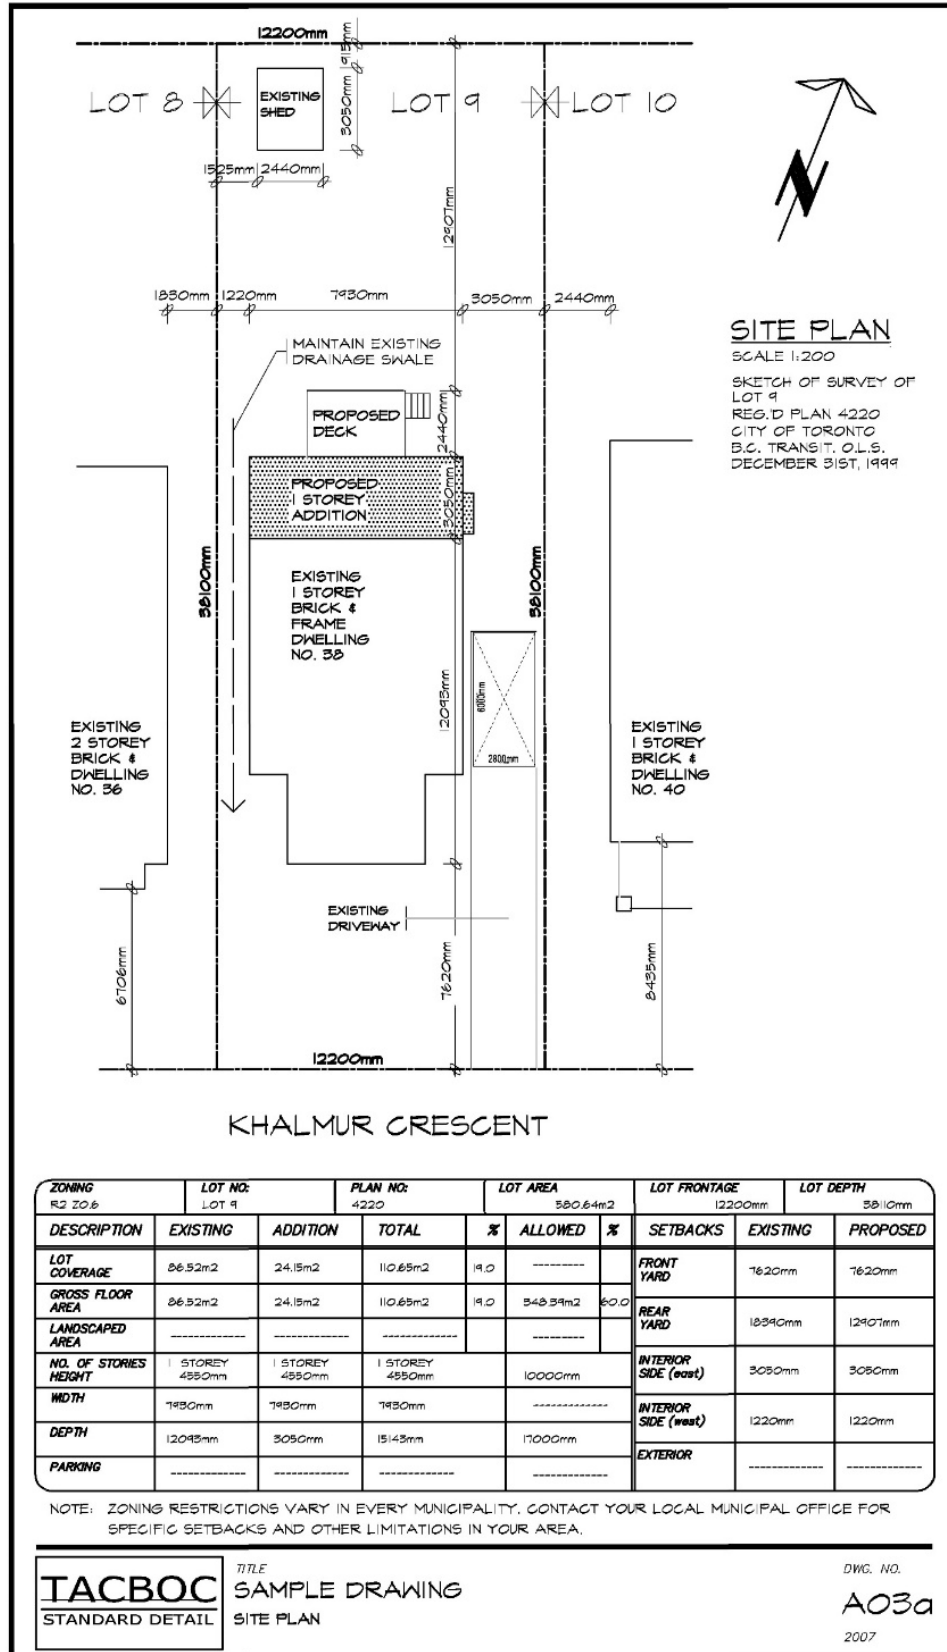 12200mm
915mm
LOT 8
EXISTING
SHED
3050mm
LOT 9
LOT 10
1525mm
2440mm
12907mm
N
1830mm
1220mm
7930mm
3050mm
2440mm
SITE PLAN
SCALE 1:200
SKETCH OF SURVEY OF
LOT 9
REG.'D PLAN 4220
CITY OF TORONTO
B.C. TRANSIT. O.L.S.
DECEMBER 31ST, 1999
MAINTAIN EXISTING
DRAINAGE SWALE
PROPOSED
DECK
2440mm
PROPOSED
1 STOREY
ADDITION
3050mm
38100mm
38100mm
EXISTING
1 STOREY
BRICK &
FRAME
DWELLING
NO. 38
12093mm
6000mm
2800mm
EXISTING
2 STOREY
BRICK &
DWELLING
NO. 36
EXISTING
1 STOREY
BRICK &
DWELLING
NO. 40
EXISTING
DRIVEWAY
6706mm
7620mm
8435mm
12200mm
KHALMUR CRESCENT
ZONING LOT NO: PLAN NO: LOT AREA LOT FRONTAGE LOT DEPTH
R2 Z0.6 LOT 9 4220 580.64m2 12200mm 38110mm
DESCRIPTION EXISTING ADDITION TOTAL % ALLOWED % SETBACKS EXISTING PROPOSED
LOT COVERAGE 86.52m2 24.15m2 110.65m2 19.0 ---------
FRONT YARD 7620mm 7620mm
GROSS FLOOR AREA 86.52m2 24.15m2 110.65m2 19.0 348.39m2 60.0
REAR YARD 18390mm 12907mm
LANDSCAPED AREA ------------- ------------- ------------- ---------
NO. OF STORIES 1 STOREY 1 STOREY 1 STOREY
HEIGHT 4550mm 4550mm 4550mm 10000mm
INTERIOR SIDE (east) 3050mm 3050mm
WIDTH 7930mm 7930mm 7930mm -------------
INTERIOR SIDE (west) 1220mm 1220mm
DEPTH 12093mm 3050mm 15143mm 17000mm
EXTERIOR ------------- -------------
PARKING ------------- ------------- ------------- -------------
NOTE: ZONING RESTRICTIONS VARY IN EVERY MUNICIPALITY. CONTACT YOUR LOCAL MUNICIPAL OFFICE FOR
SPECIFIC SETBACKS AND OTHER LIMITATIONS IN YOUR AREA.
TACBOC
STANDARD DETAIL
TITLE
SAMPLE DRAWING
SITE PLAN
DWG. NO.
A03a
2007